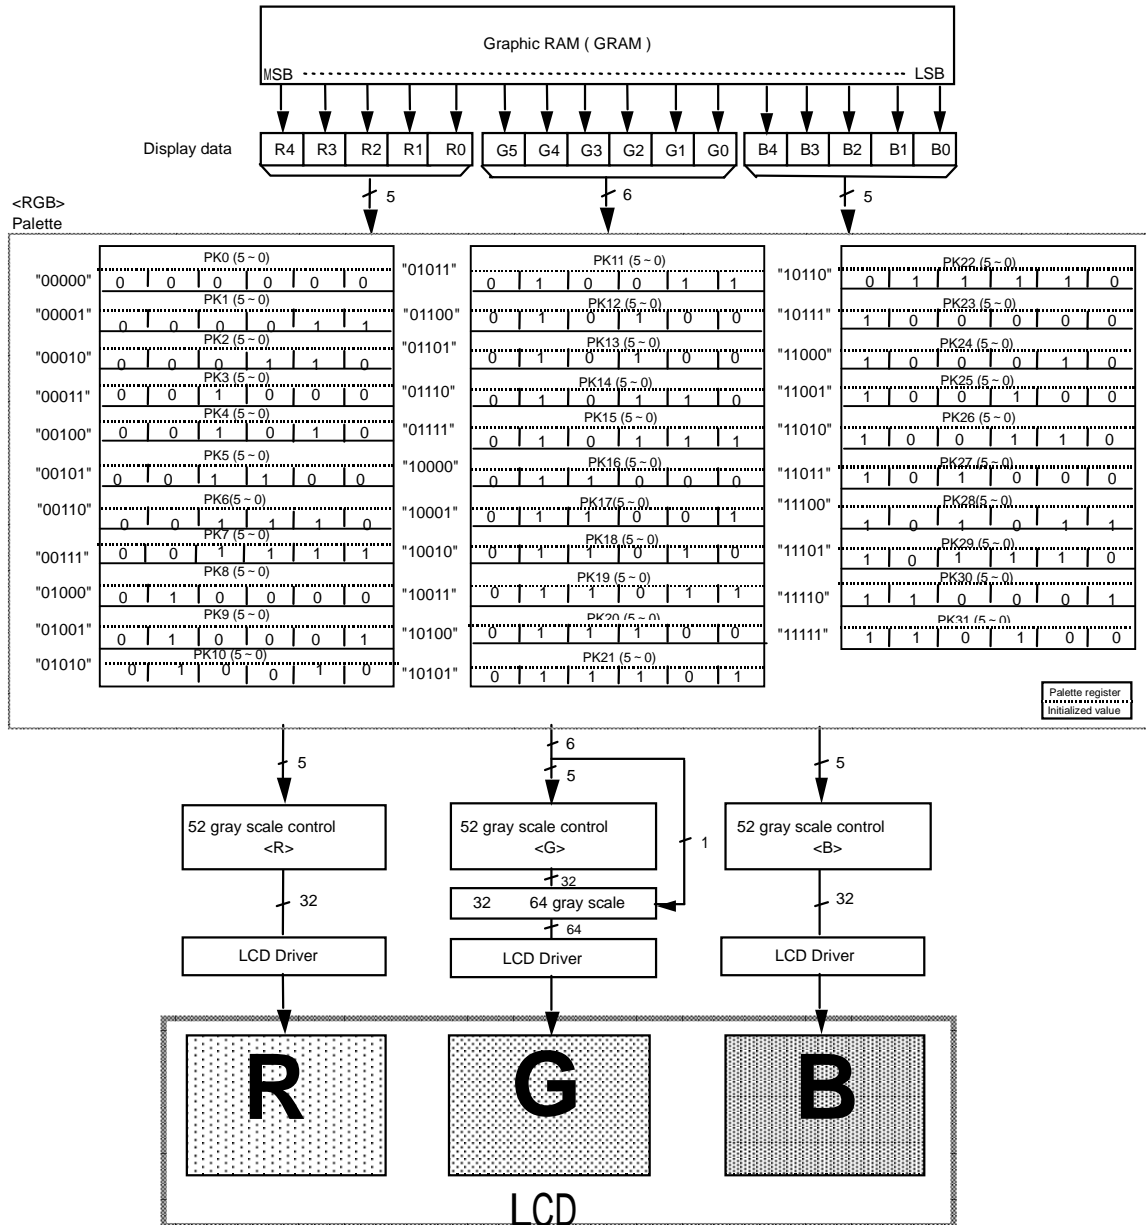 Graphic RAM ( GRAM )
MSB LSB
Display data R4 R3 R2 R1 R0 G5 G4 G3 G2 G1 G0 B4 B3 B2 B1 B0
5 6 5
<RGB>
Palette
PK0 (5 ~ 0)
"00000" 0 0 0 0 0 0
PK1 (5 ~ 0)
"00001" 0 0 0 0 1 1
PK2 (5 ~ 0)
"00010" 0 0 0 1 1 0
PK3 (5 ~ 0)
"00011" 0 0 1 0 0 0
PK4 (5 ~ 0)
"00100" 0 0 1 0 1 0
PK5 (5 ~ 0)
"00101" 0 0 1 1 0 0
PK6(5 ~ 0)
"00110" 0 0 1 1 1 0
PK7 (5 ~ 0)
"00111" 0 0 1 1 1 1
PK8 (5 ~ 0)
"01000" 0 1 0 0 0 0
PK9 (5 ~ 0)
"01001" 0 1 0 0 0 1
PK10 (5 ~ 0)
"01010" 0 1 0 0 1 0
PK11 (5 ~ 0)
"01011" 0 1 0 0 1 1
PK12 (5 ~ 0)
"01100" 0 1 0 1 0 0
PK13 (5 ~ 0)
"01101" 0 1 0 1 0 0
PK14 (5 ~ 0)
"01110" 0 1 0 1 1 0
PK15 (5 ~ 0)
"01111" 0 1 0 1 1 1
PK16 (5 ~ 0)
"10000" 0 1 1 0 0 0
PK17(5 ~ 0)
"10001" 0 1 1 0 0 1
PK18 (5 ~ 0)
"10010" 0 1 1 0 1 0
PK19 (5 ~ 0)
"10011" 0 1 1 0 1 1
PK20 (5 ~ 0)
"10100" 0 1 1 1 0 0
PK21 (5 ~ 0)
"10101" 0 1 1 1 0 1
PK22 (5 ~ 0)
"10110" 0 1 1 1 1 0
PK23 (5 ~ 0)
"10111" 1 0 0 0 0 0
PK24 (5 ~ 0)
"11000" 1 0 0 0 1 0
PK25 (5 ~ 0)
"11001" 1 0 0 1 0 0
PK26 (5 ~ 0)
"11010" 1 0 0 1 1 0
PK27 (5 ~ 0)
"11011" 1 0 1 0 0 0
PK28(5 ~ 0)
"11100" 1 0 1 0 1 1
PK29 (5 ~ 0)
"11101" 1 0 1 1 1 0
PK30 (5 ~ 0)
"11110" 1 1 0 0 0 1
PK31 (5 ~ 0)
"11111" 1 1 0 1 0 0
Palette register
Initialized value
6
5 5 5
52 gray scale control 52 gray scale control 52 gray scale control
<R> <G> <B>
1
32
32 32
32 64 gray scale
64
LCD Driver LCD Driver LCD Driver
R G B
LCD